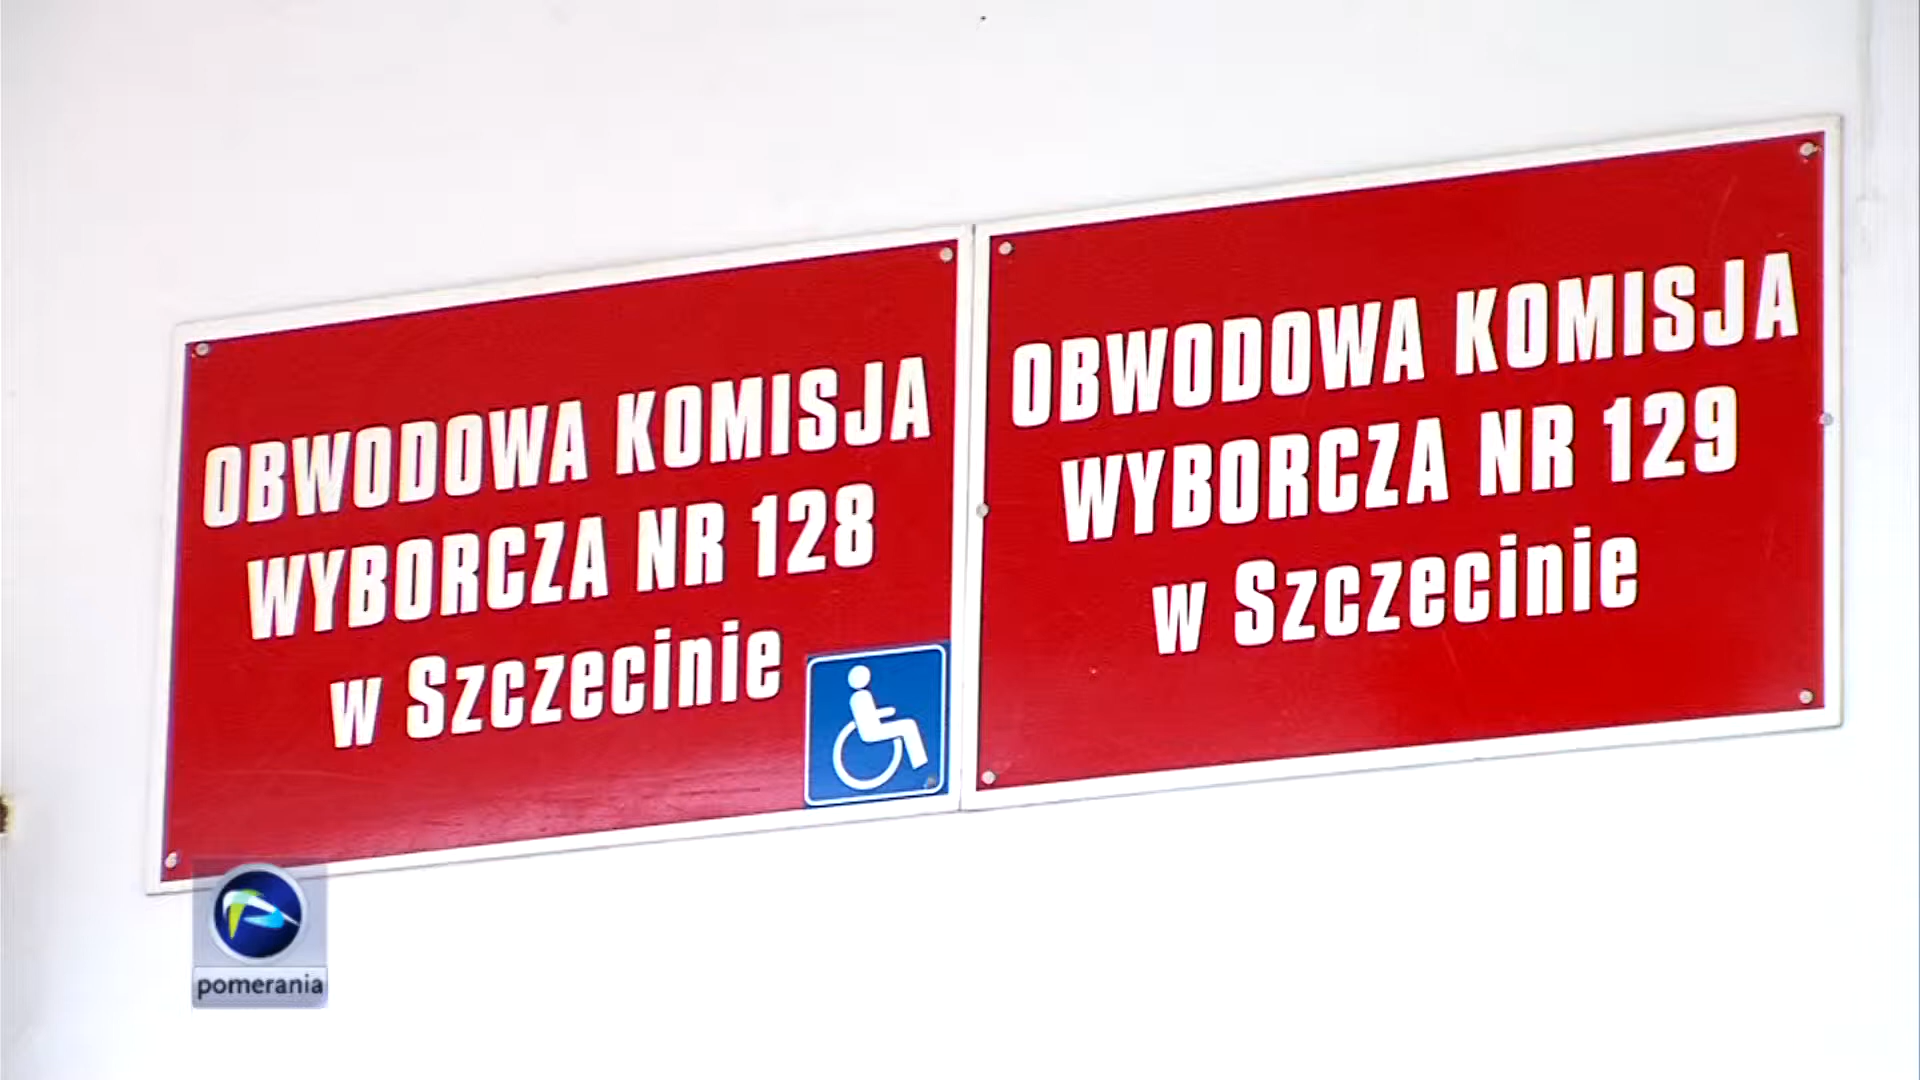 OBWODOWA KOMISJA
WYBORCZA NR 128
w Szczecinie
OBWODOWA KOMISJA
WYBORCZA NR 129
w Szczecinie
pomerania